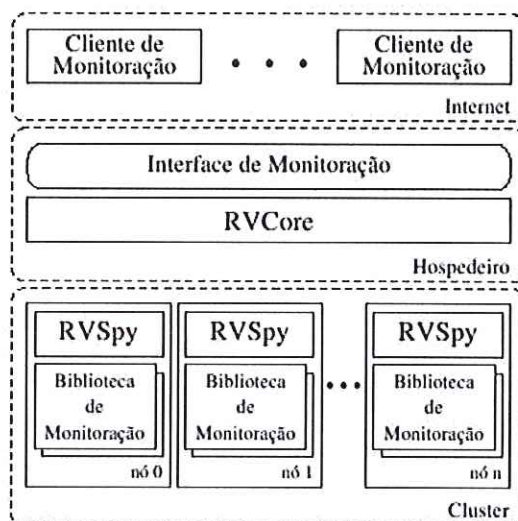 Cliente de
Monitoração
• • •
Cliente de
Monitoração
Internet
Interface de Monitoração
RVCore
Hospedeiro
RVSpy
Biblioteca
de
Monitoração
nó 0
RVSpy
Biblioteca
de
Monitoração
nó 1
•••
RVSpy
Biblioteca
de
Monitoração
nó n
Cluster